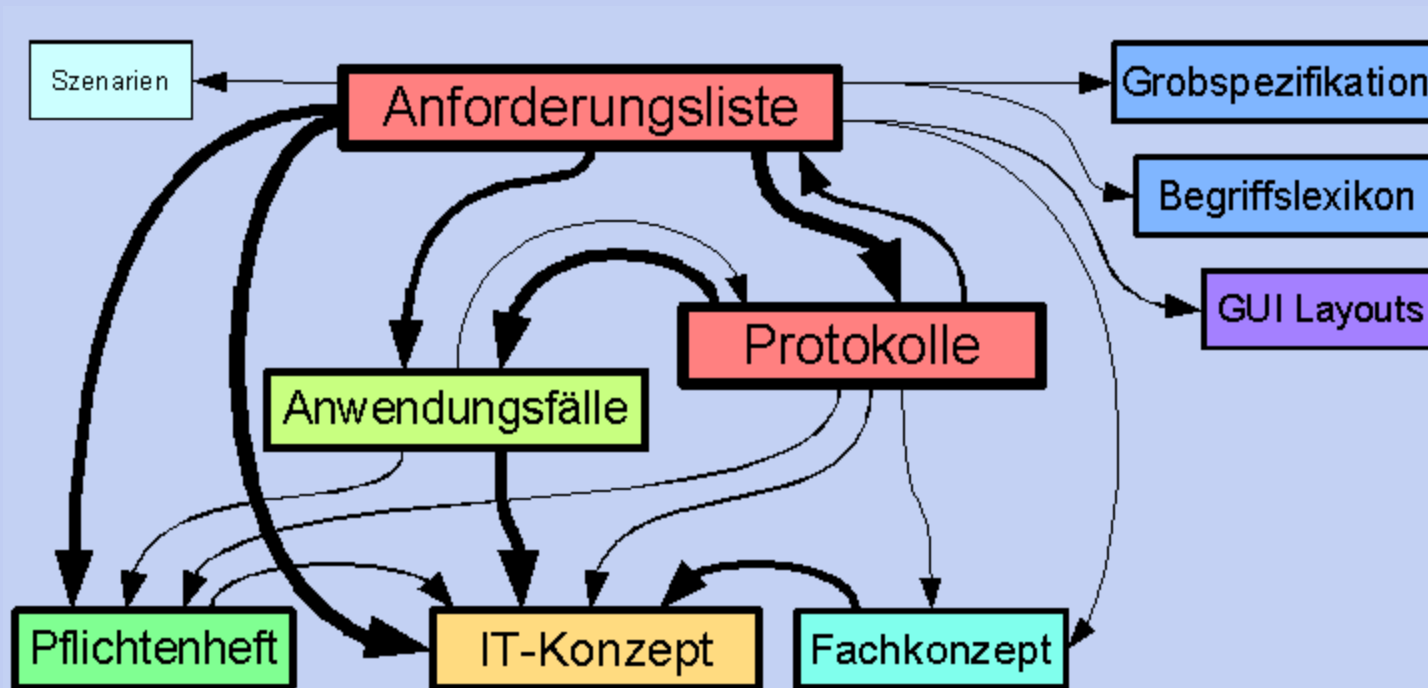 Szenarien
Anforderungsliste
Grobspezifikation
Begriffslexikon
GUI Layouts
Protokolle
Anwendungsfälle
Pflichtenheft
IT-Konzept
Fachkonzept